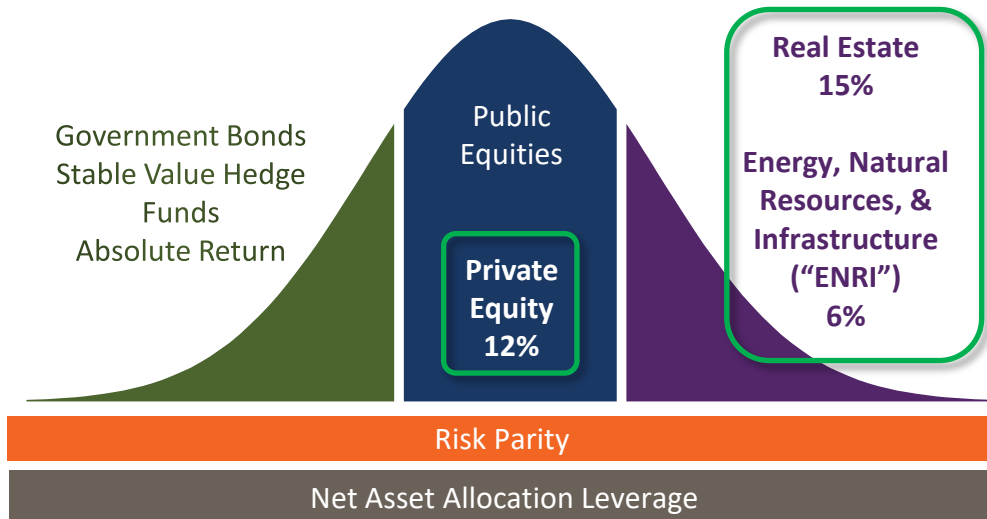 Government Bonds
Stable Value Hedge
Funds
Absolute Return
Public
Equities
Private
Equity
12%
Real Estate
15%
Energy, Natural
Resources, &
Infrastructure
(“ENRI”)
6%
Risk Parity
Net Asset Allocation Leverage